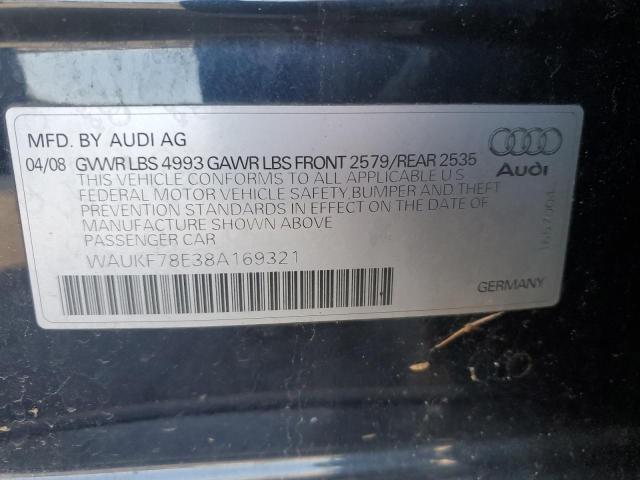 MFD. BY AUDI AG
04/08 GVWR LBS 4993 GAWR LBS FRONT 2579/REAR 2535
THIS VEHICLE CONFORMS TO ALL APPLICABLE U S
FEDERAL MOTOR VEHICLE SAFETY,BUMPER AND THEFT
PREVENTION STANDARDS IN EFFECT ON THE DATE OF
MANUFACTURE SHOWN ABOVE
PASSENGER CAR
WAUKF78E38A169321
Audi
GERMANY